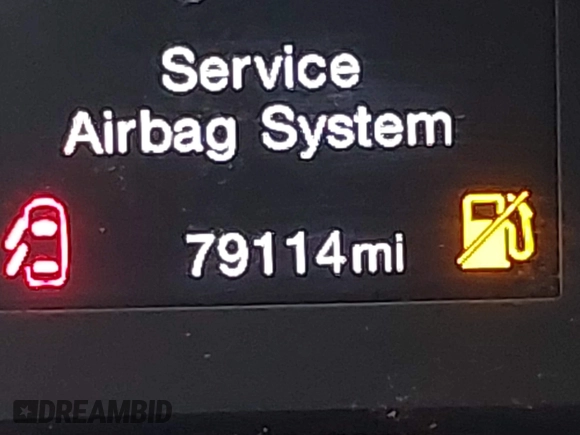 Service
Airbag System
79114mi
DREAMBID